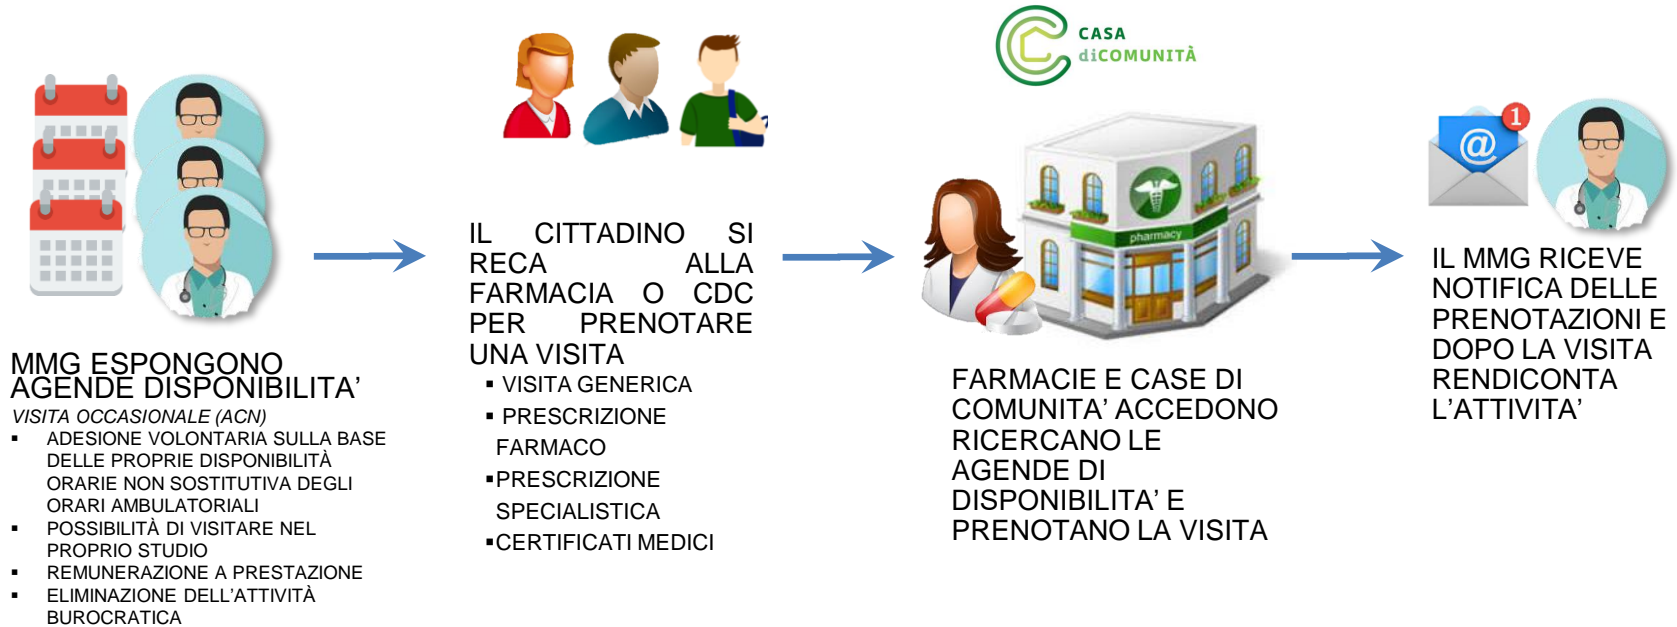 MMG ESPONGONO
AGENDE DISPONIBILITA’
VISITA OCCASIONALE (ACN)
▪ ADESIONE VOLONTARIA SULLA BASE
DELLE PROPRIE DISPONIBILITÀ
ORARIE NON SOSTITUTIVA DEGLI
ORARI AMBULATORIALI
▪ POSSIBILITÀ DI VISITARE NEL
PROPRIO STUDIO
▪ REMUNERAZIONE A PRESTAZIONE
▪ ELIMINAZIONE DELL’ATTIVITÀ
BUROCRATICA
IL CITTADINO SI
RECA ALLA
FARMACIA O CDC
PER PRENOTARE
UNA VISITA
▪ VISITA GENERICA
▪ PRESCRIZIONE
FARMACO
▪PRESCRIZIONE
SPECIALISTICA
▪CERTIFICATI MEDICI
CASA
diCOMUNITÀ
pharmacy
FARMACIE E CASE DI
COMUNITA’ ACCEDONO
RICERCANO LE
AGENDE DI
DISPONIBILITA’ E
PRENOTANO LA VISITA
@
1
IL MMG RICEVE
NOTIFICA DELLE
PRENOTAZIONI E
DOPO LA VISITA
RENDICONTA
L’ATTIVITA’